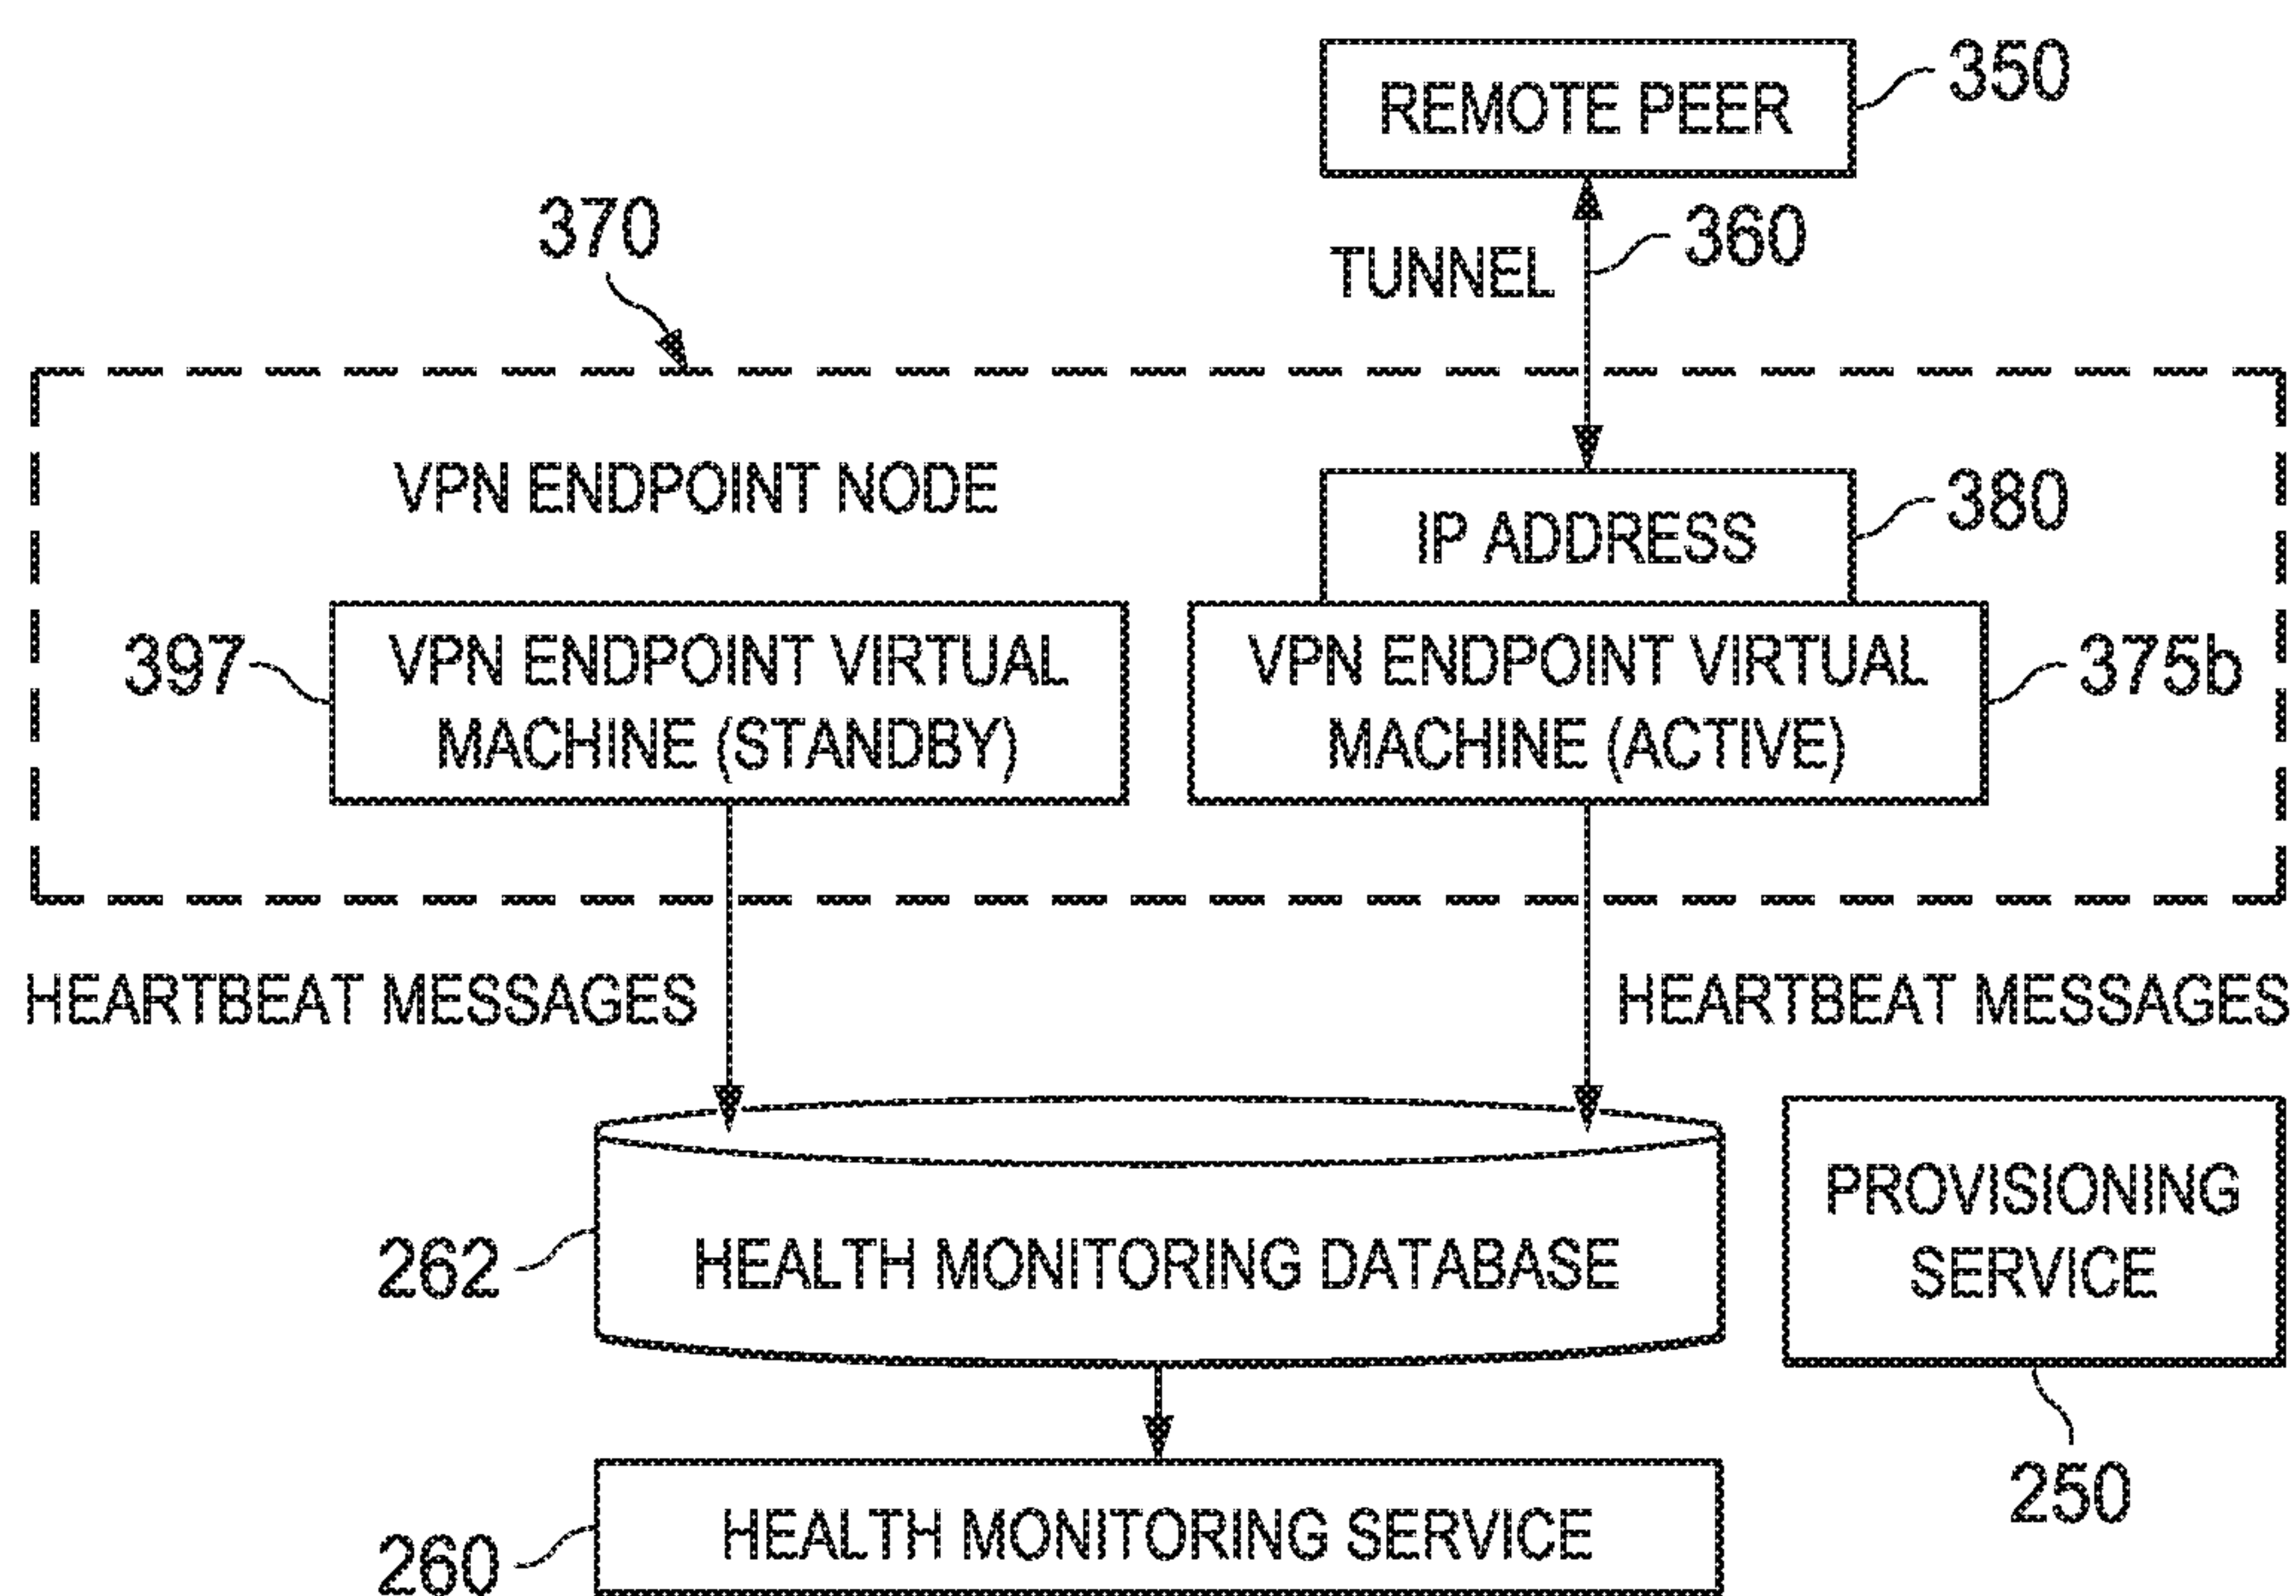 REMOTE PEER
350
370
TUNNEL
360
VPN ENDPOINT NODE
IP ADDRESS
380
397
VPN ENDPOINT VIRTUAL
MACHINE (STANDBY)
VPN ENDPOINT VIRTUAL
MACHINE (ACTIVE)
375b
HEARTBEAT MESSAGES
HEARTBEAT MESSAGES
262
HEALTH MONITORING DATABASE
PROVISIONING
SERVICE
250
260
HEALTH MONITORING SERVICE